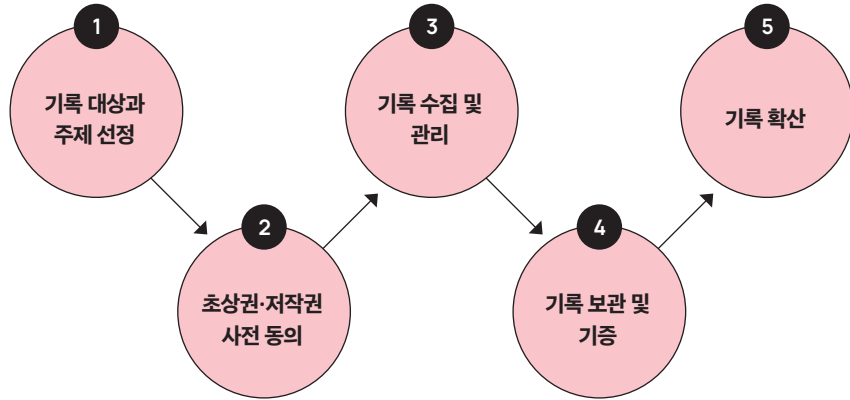 1
기록 대상과
주제 선정
2
초상권·저작권
사전 동의
3
기록 수집 및
관리
4
기록 보관 및
기증
5
기록 확산